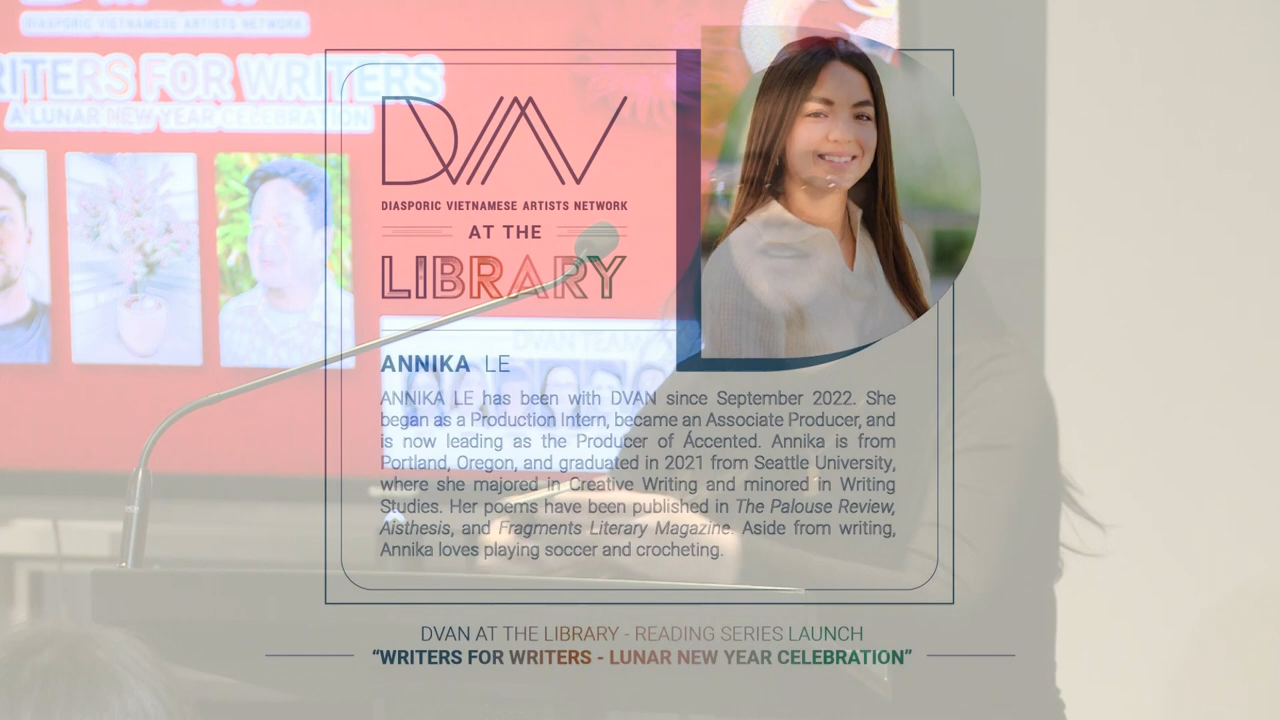 DIASPORIC VIETNAMESE ARTISTS NETWORK
WRITERS FOR WRITERS
A LUNAR NEW YEAR CELEBRATION
DVAN
DIASPORIC VIETNAMESE ARTISTS NETWORK
AT THE
LIBRARY
DVAN TEAM
ANNIKA LE
ANNIKA LE has been with DVAN since September 2022. She
began as a Production Intern, became an Associate Producer, and
is now leading as the Producer of Áccented. Annika is from
Portland, Oregon, and graduated in 2021 from Seattle University,
where she majored in Creative Writing and minored in Writing
Studies. Her poems have been published in The Palouse Review,
Aisthesis, and Fragments Literary Magazine. Aside from writing,
Annika loves playing soccer and crocheting.
DVAN AT THE LIBRARY - READING SERIES LAUNCH
“WRITERS FOR WRITERS - LUNAR NEW YEAR CELEBRATION”